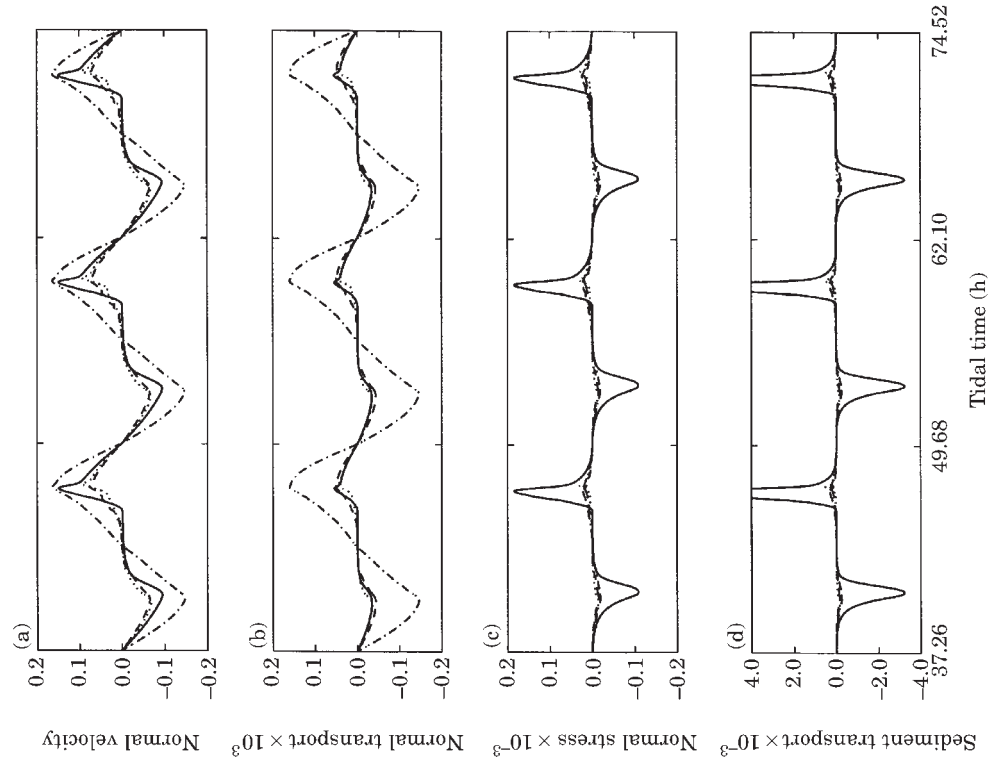 (a)
0.2
0.1
0.0
−0.1
−0.2
Normal velocity
(b)
0.2
0.1
0.0
−0.1
−0.2
Normal transport × 10³
(c)
0.2
0.1
0.0
−0.1
−0.2
Normal stress × 10⁻³
(d)
4.0
2.0
0.0
−2.0
−4.0
Sediment transport × 10⁻³
37.26
49.68
62.10
74.52
Tidal time (h)